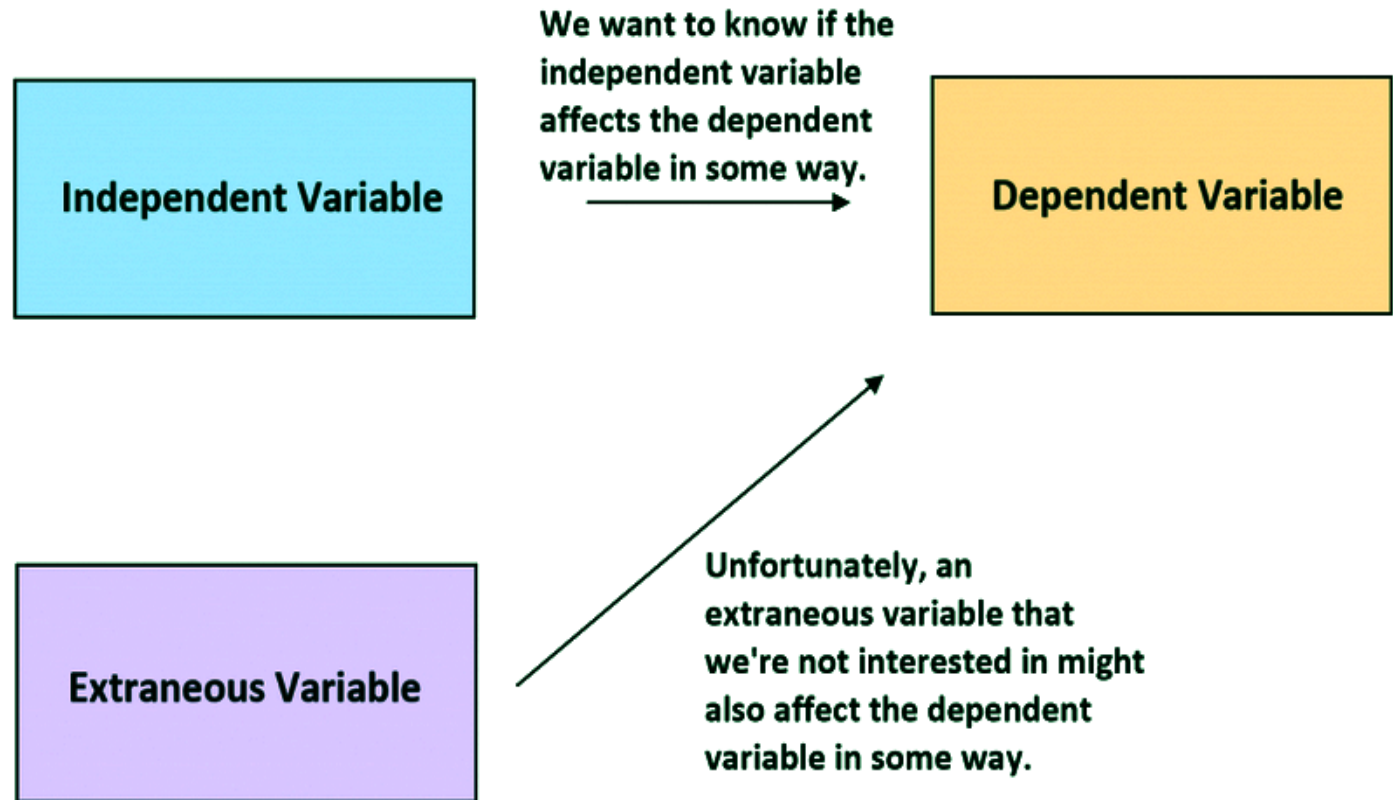 We want to know if the
independent variable
affects the dependent
variable in some way.
Independent Variable
Dependent Variable
Unfortunately, an
extraneous variable that
we're not interested in might
also affect the dependent
variable in some way.
Extraneous Variable